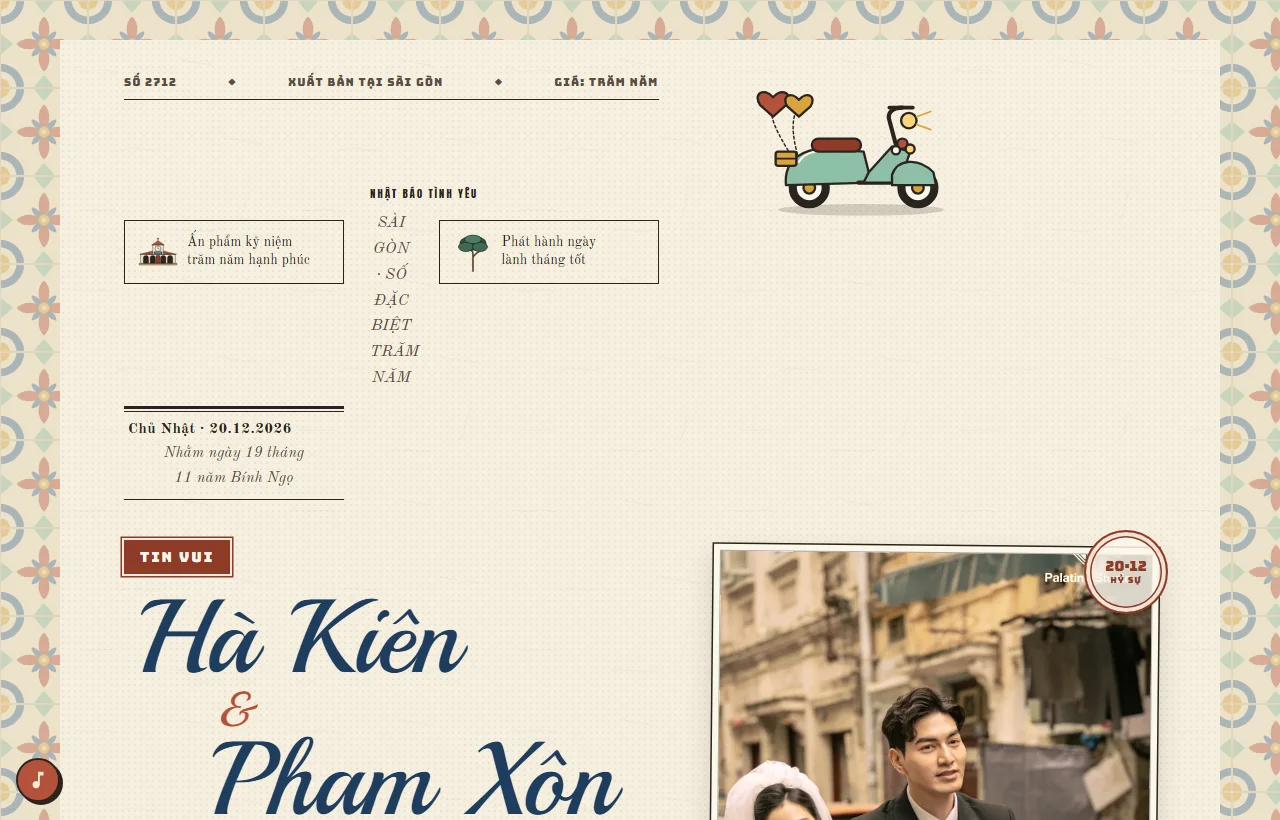 SỐ 2712 ◆ XUẤT BẢN TẠI SÀI GÒN ◆ GIÁ: TRĂM NĂM
NHẬT BÁO TÌNH YÊU
Ấn phẩm kỷ niệm
trăm năm hạnh phúc
SÀI
GÒN
· SỐ
ĐẶC
BIỆT
TRĂM
NĂM
Phát hành ngày
lành tháng tốt
Chủ Nhật · 20.12.2026
Nhằm ngày 19 tháng
11 năm Bính Ngọ
TIN VUI
Hà Kiên
&
Phạm Xôn
20·12
HỶ SỰ